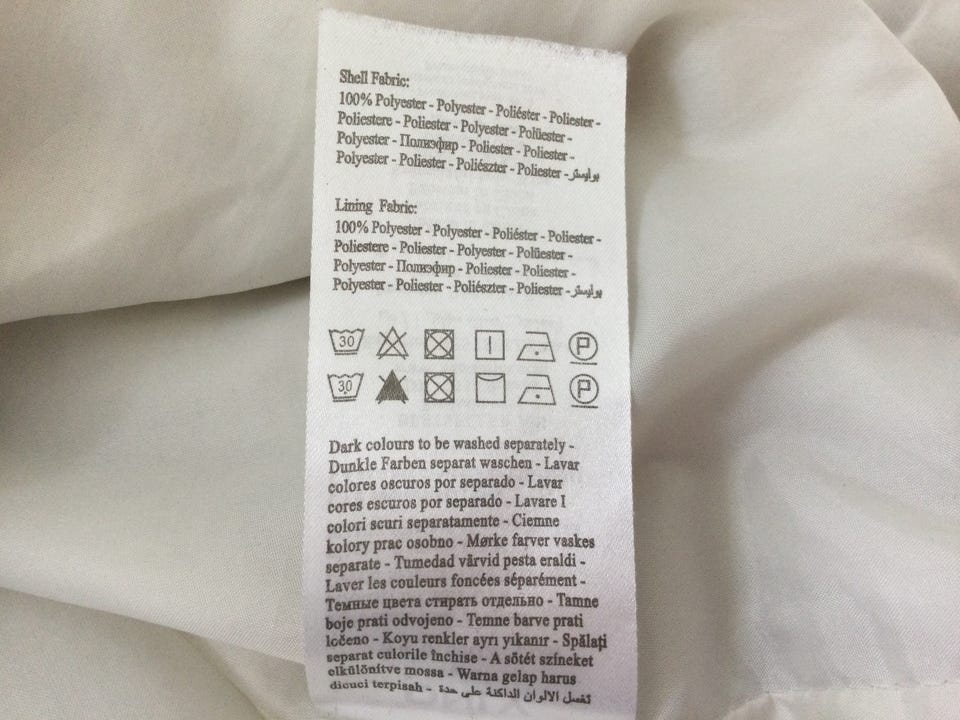 Shell Fabric:
100% Polyester - Polyester - Poliéster - Poliester -
Poliestere - Poliester - Polyester - Polüester -
Polyester - Полиэфир - Poliester - Poliester -
Polyester - Poliester - Poliészter - Poliester - بوليستر
Lining Fabric:
100% Polyester - Polyester - Poliéster - Poliester -
Poliestere - Poliester - Polyester - Polüester -
Polyester - Полиэфир - Poliester - Poliester -
Polyester - Poliester - Poliészter - Poliester - بوليستر
30 P
30 P
Dark colours to be washed separately -
Dunkle Farben separat waschen - Lavar
colores oscuros por separado - Lavar
cores escuros por separado - Lavare I
colori scuri separatamente - Ciemne
kolory prac osobno - Mørke farver vaskes
separate - Tumedad värvid pesta eraldi -
Laver les couleurs foncées séparément -
Темные цвета стирать отдельно - Tamne
boje prati odvojeno - Temne barve prati
ločeno - Koyu renkler ayrı yıkanır - Spălaţi
separat culorile închise - A sötét színeket
elkülönítve mossa - Warna gelap harus
dicuci terpisah - تغسل الالوان الداكنة على حدة